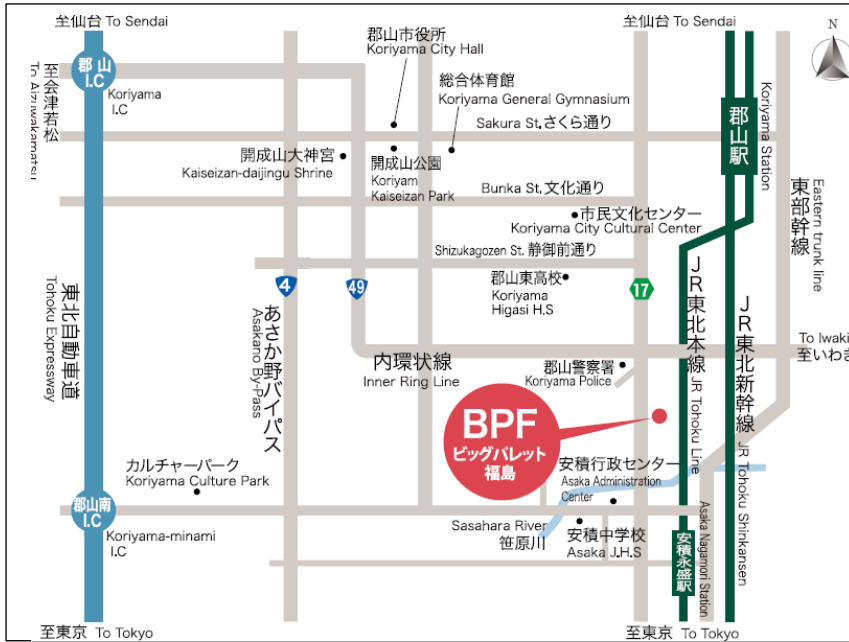 至仙台 To Sendai
至仙台 To Sendai
N
郡山市役所
Koriyama City Hall
郡山
I.C
Koriyama
I.C
至会津若松
To Aizuwakamatsu
総合体育館
Koriyama General Gymnasium
Sakura St. さくら通り
郡山駅
Koriyama Station
開成山大神宮
Kaiseizan-daijingu Shrine
開成山公園
Koriyam
Kaiseizan Park
Bunka St. 文化通り
市民文化センター
Koriyama City Cultural Center
東部幹線
Eastern trunk line
Shizukagozen St. 静御前通り
郡山東高校
Koriyama
Higasi H.S
4
49
17
東北自動車道
Tohoku Expressway
あさか野バイパス
Asakano By-Pass
内環状線
Inner Ring Line
JR東北本線
JR Tohoku Line
JR東北新幹線
JR Tohoku Shinkansen
To Iwaki
至いわき
郡山警察署
Koriyama Police
BPF
ビッグパレット
福島
カルチャーパーク
Koriyama Culture Park
安積行政センター
Asaka Administration
Center
郡山南
I.C
Koriyama-minami
I.C
Sasahara River
笹原川
安積中学校
Asaka J.H.S
安積永盛駅
Asaka Nagamori Station
至東京 To Tokyo
至東京 To Tokyo